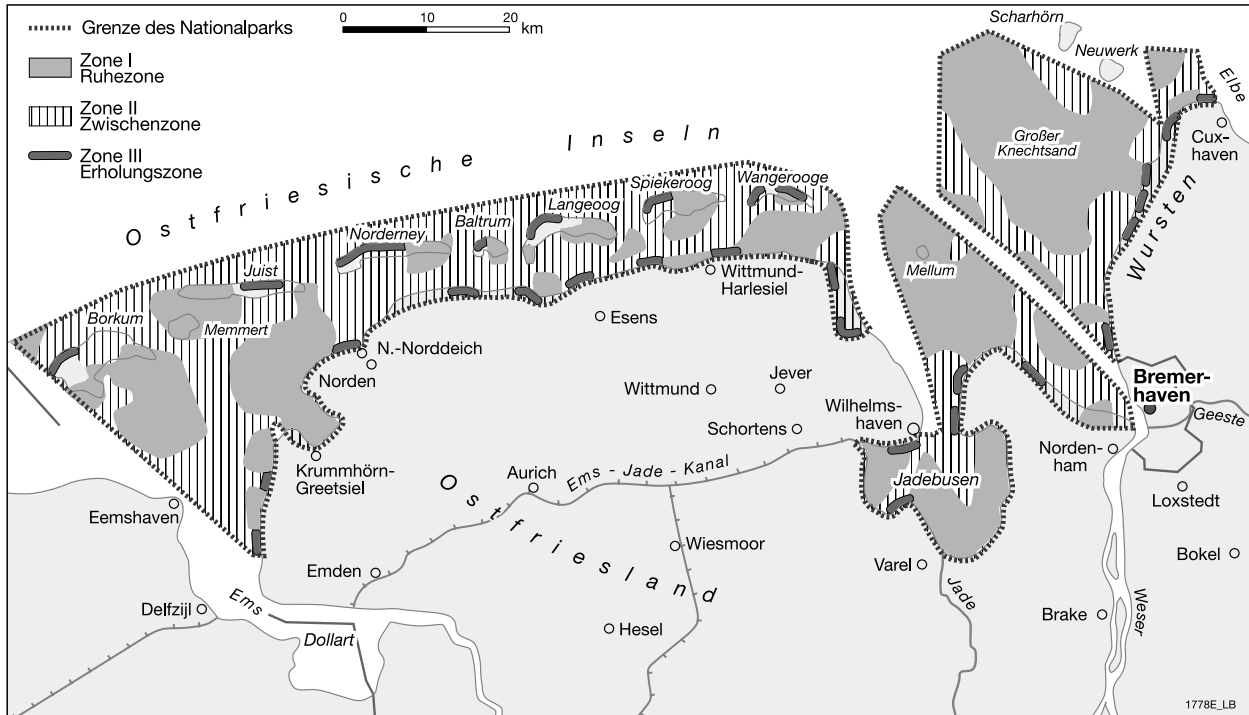 Grenze des Nationalparks
Zone I
Ruhezone
Zone II
Zwischenzone
Zone III
Erholungszone
0 10 20
km
Scharhörn
Neuwerk
Elbe
Cux-
haven
Großer
Knechtsand
Wursten
Ostfriesische Inseln
Spiekeroog
Wangerooge
Langeoog
Baltrum
Norderney
Juist
Memmert
Borkum
Mellum
Wittmund-
Harlesiel
Esens
N.-Norddeich
Norden
Wittmund
Jever
Schortens
Wilhelms-
haven
Bremer-
haven
Geeste
Norden-
ham
Loxstedt
Bokel
Krummhörn-
Greetsiel
Aurich
Ems-Jade-Kanal
Jadebusen
Ostfriesland
Eemshaven
Wiesmoor
Varel
Jade
Emden
Ems
Delfzijl
Dollart
Hesel
Brake
Weser
1778E_LB